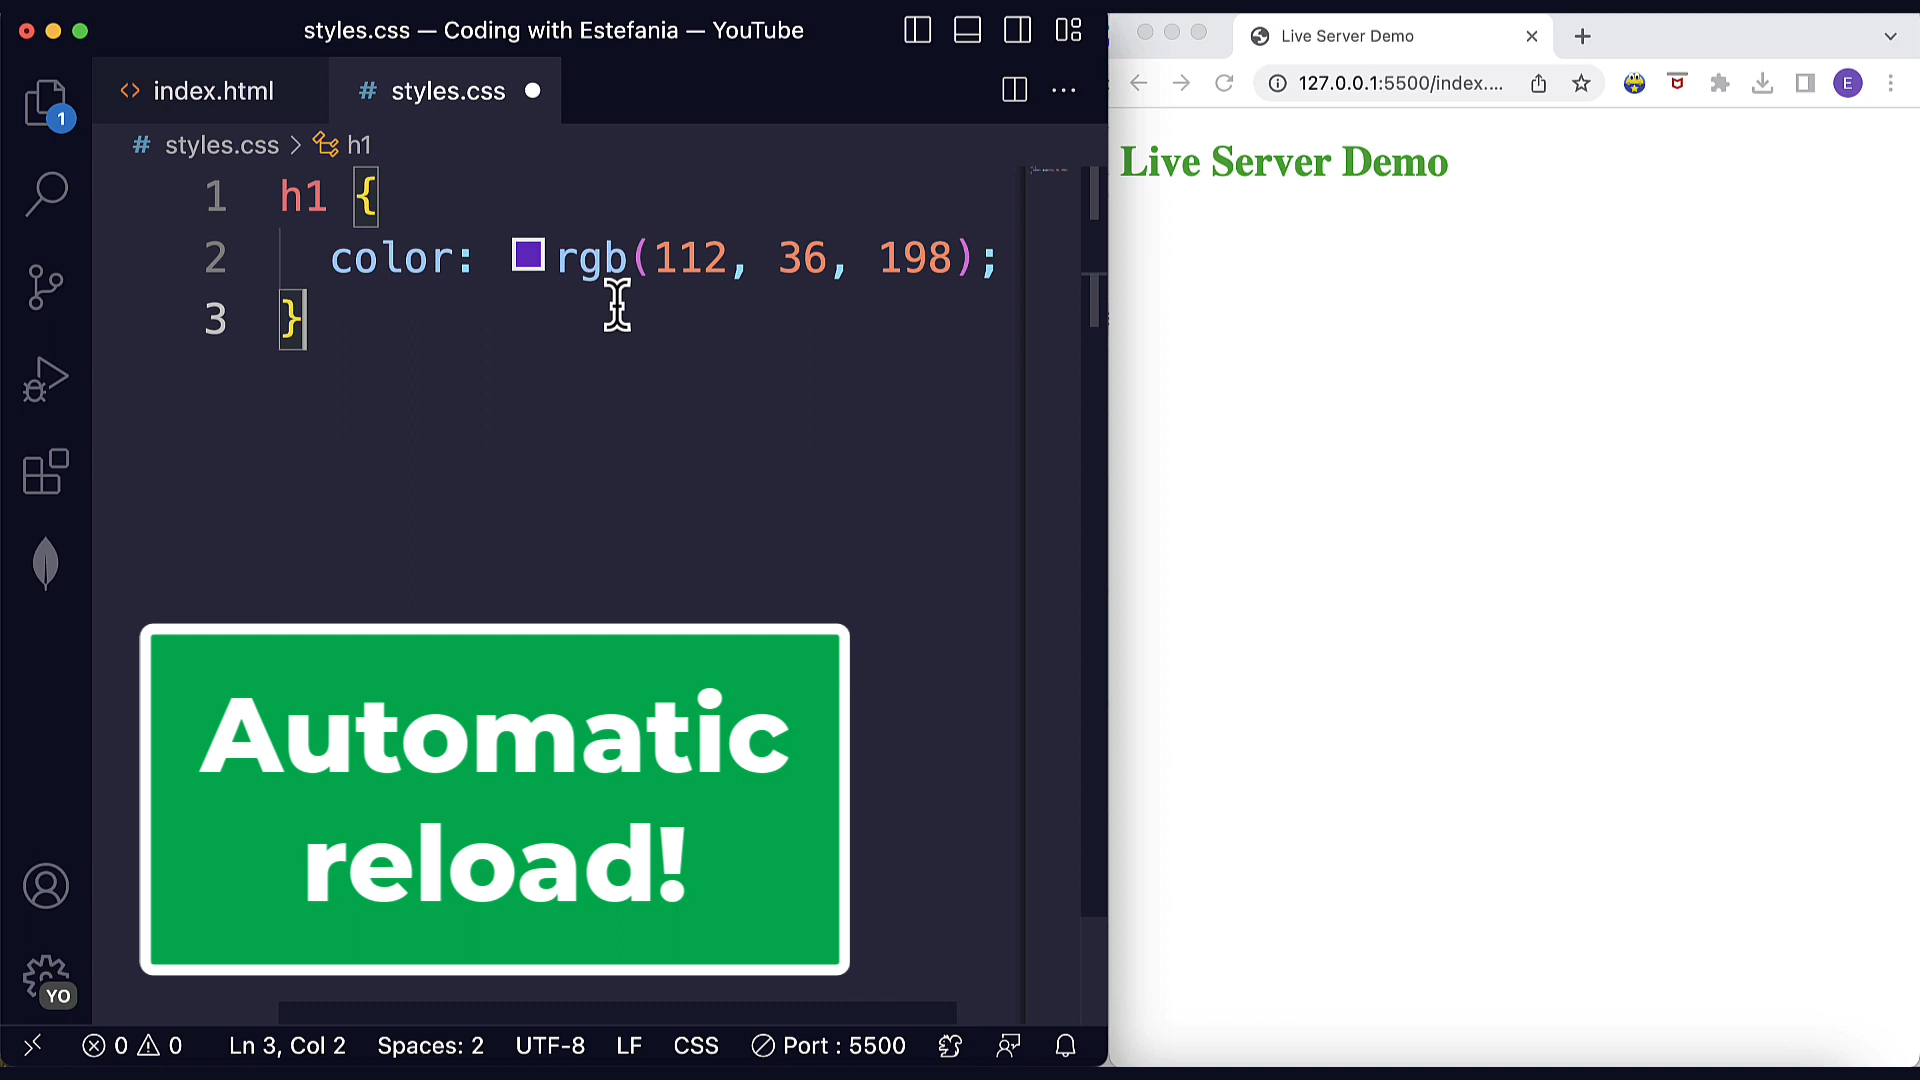 styles.css — Coding with Estefania — YouTube
index.html
# styles.css
# styles.css > h1
1 h1 {
2 color: rgb(112, 36, 198);
3 }
1
Automatic
reload!
YO
0 0 Ln 3, Col 2 Spaces: 2 UTF-8 LF CSS Port : 5500
Live Server Demo
127.0.0.1:5500/index....
E
Live Server Demo